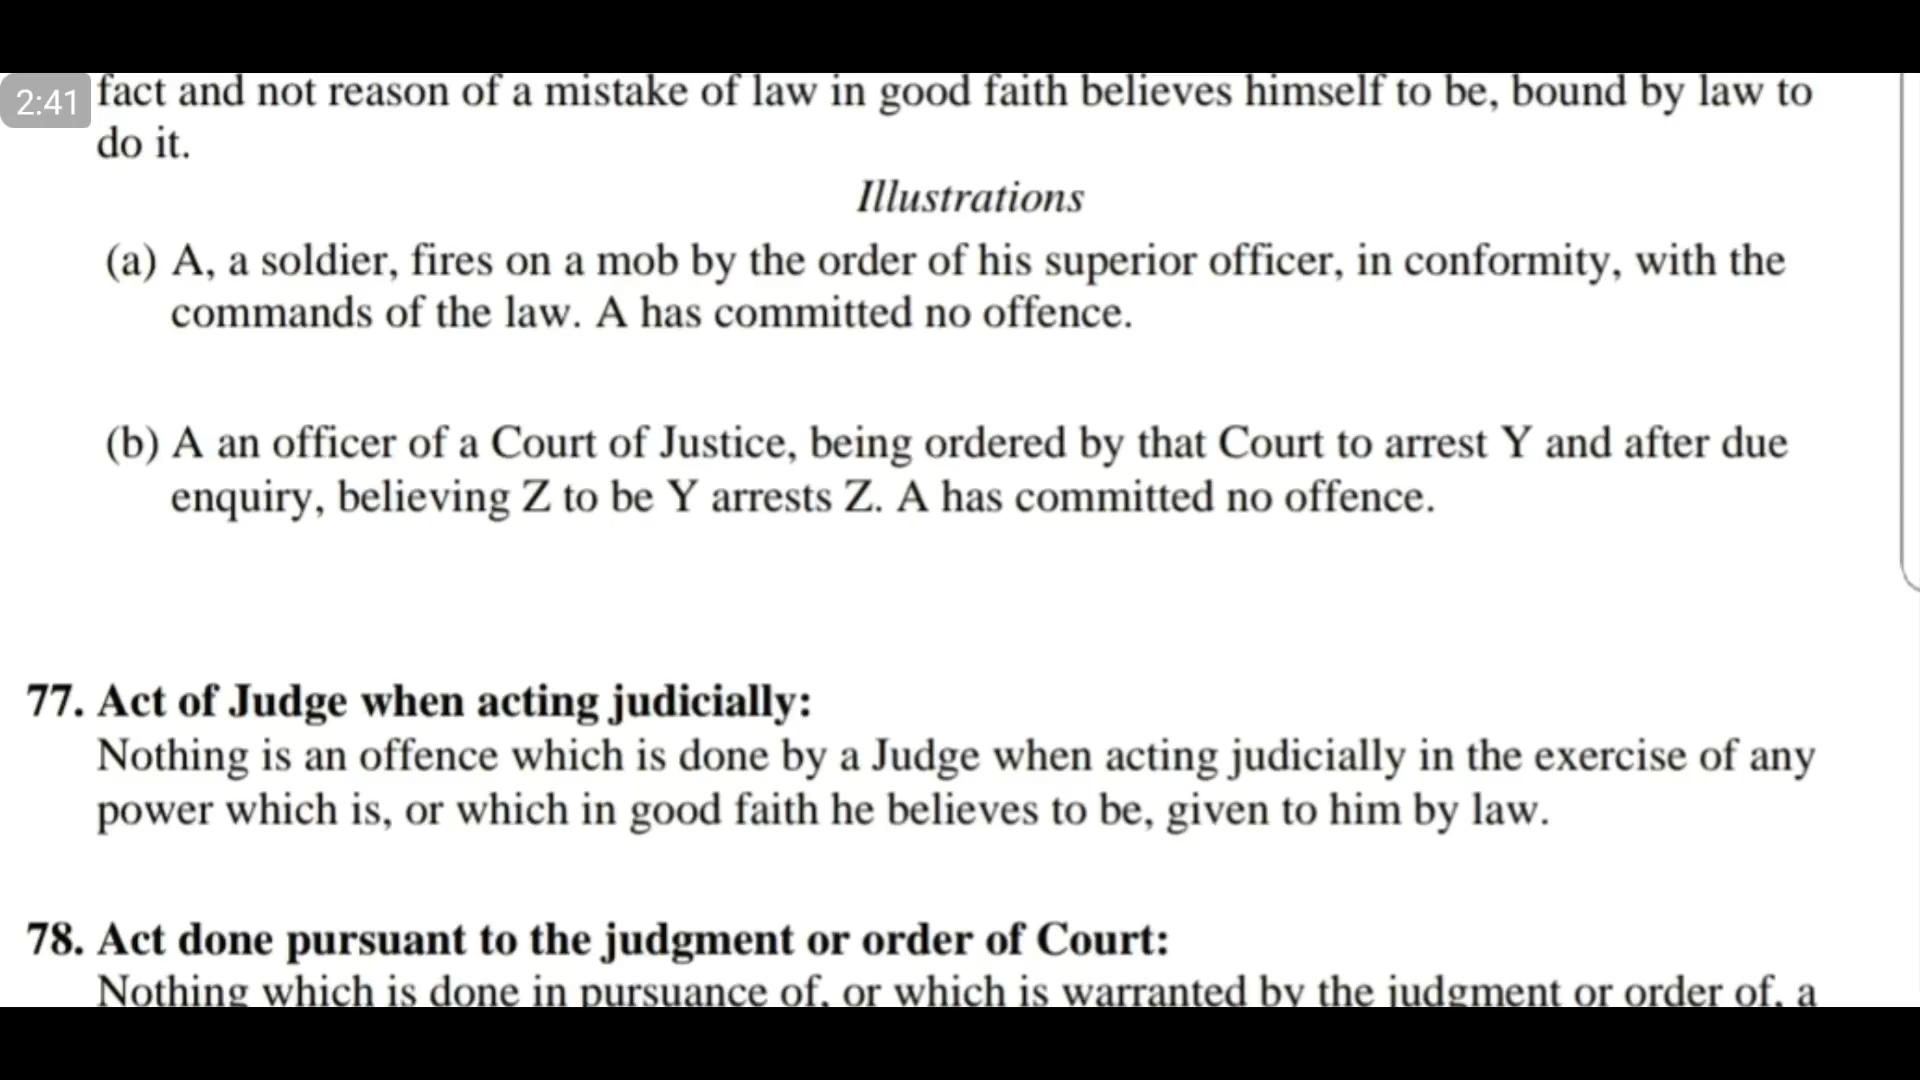 2:41
fact and not reason of a mistake of law in good faith believes himself to be, bound by law to
do it.
Illustrations
(a) A, a soldier, fires on a mob by the order of his superior officer, in conformity, with the
commands of the law. A has committed no offence.
(b) A an officer of a Court of Justice, being ordered by that Court to arrest Y and after due
enquiry, believing Z to be Y arrests Z. A has committed no offence.
77. Act of Judge when acting judicially:
Nothing is an offence which is done by a Judge when acting judicially in the exercise of any
power which is, or which in good faith he believes to be, given to him by law.
78. Act done pursuant to the judgment or order of Court:
Nothing which is done in pursuance of, or which is warranted by the judgment or order of, a